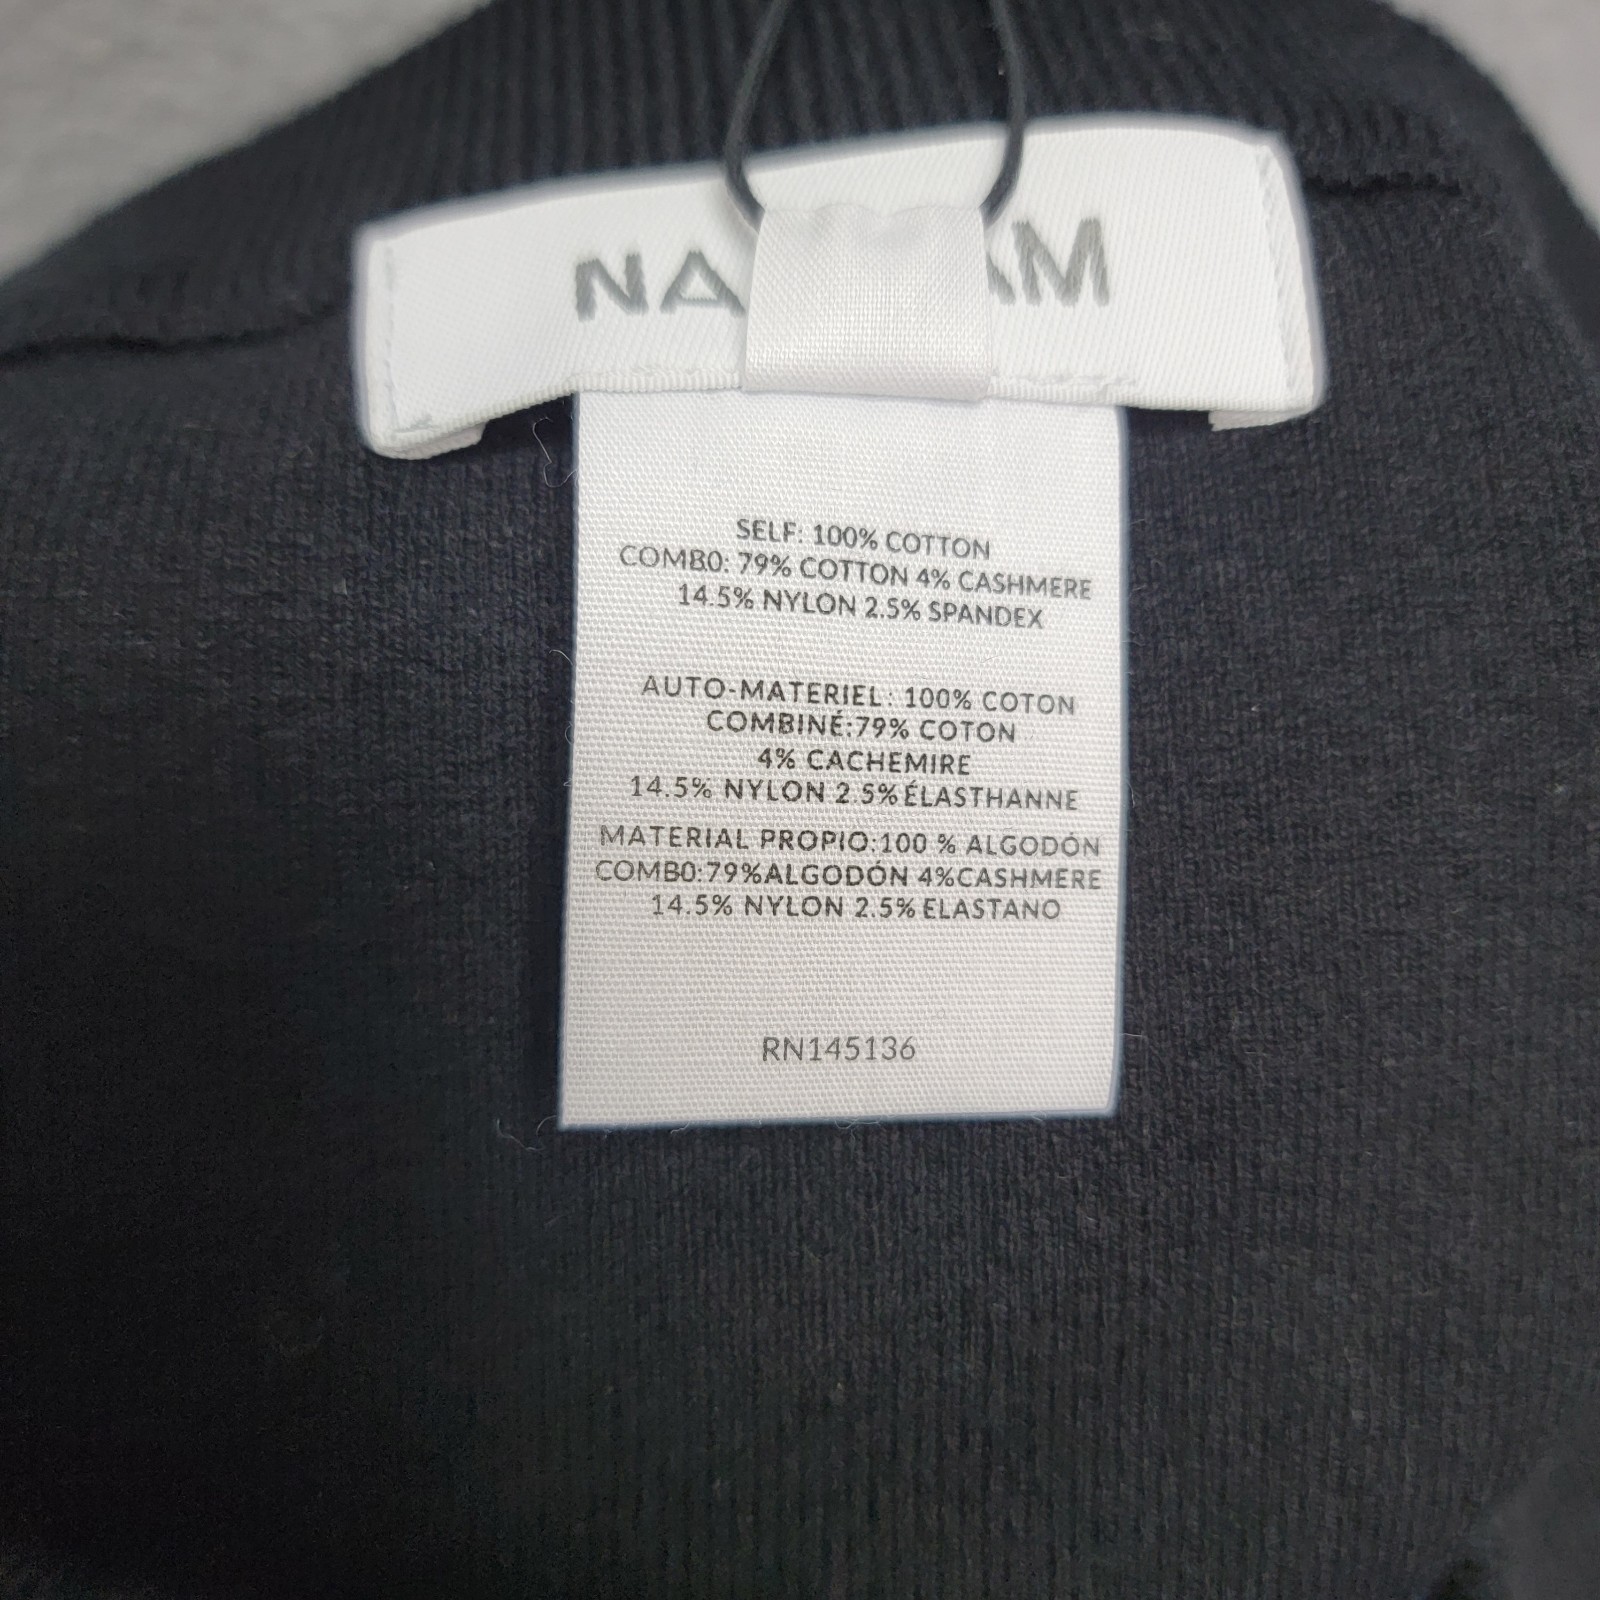 SELF: 100% COTTON
COMBO: 79% COTTON 4% CASHMERE
14.5% NYLON 2.5% SPANDEX
AUTO-MATERIEL: 100% COTON
COMBINÉ:79% COTON
4% CACHEMIRE
14.5% NYLON 2.5% ÉLASTHANNE
MATERIAL PROPIO:100 % ALGODÓN
COMBO:79%ALGODÓN 4%CASHMERE
14.5% NYLON 2.5% ELASTANO
RN145136